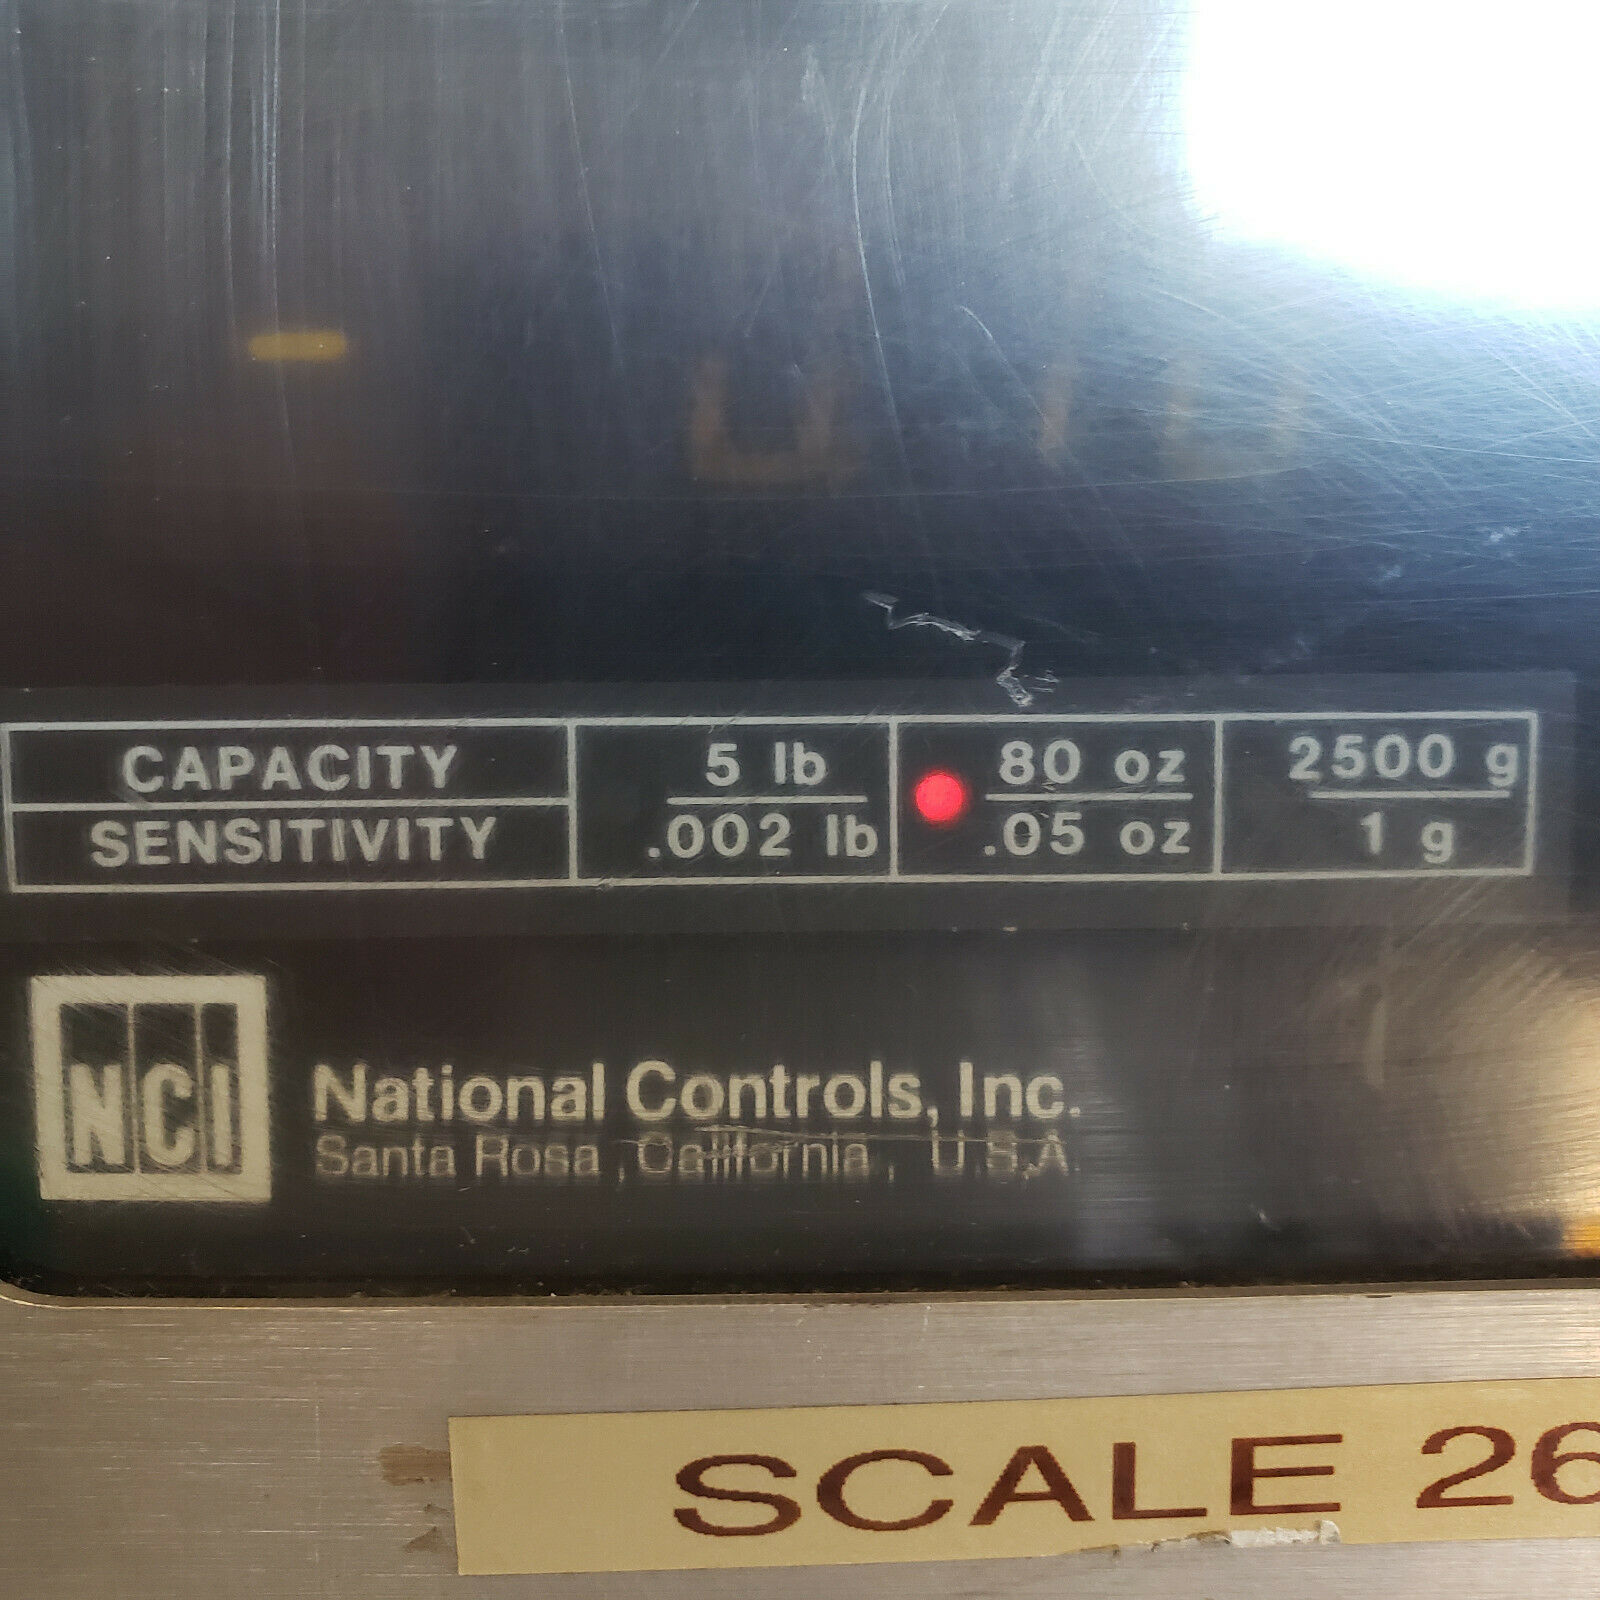 CAPACITY 5 lb 80 oz 2500 g
SENSITIVITY .002 lb .05 oz 1 g
NCI
National Controls, Inc.
Santa Rosa, California, U.S.A.
SCALE 26